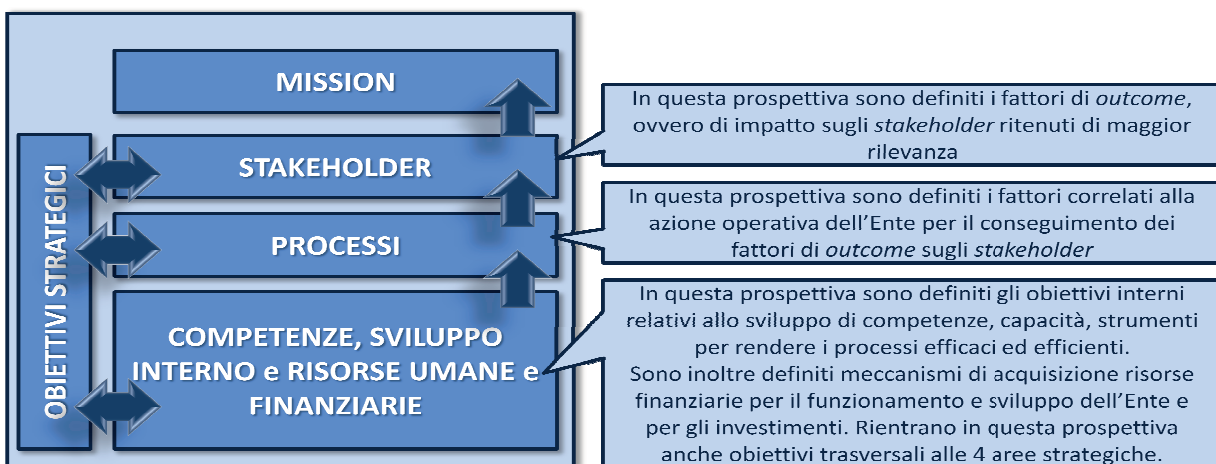 MISSION
STAKEHOLDER
PROCESSI
COMPETENZE, SVILUPPO
INTERNO e RISORSE UMANE e
FINANZIARIE
OBIETTIVI STRATEGICI
In questa prospettiva sono definiti i fattori di outcome,
ovvero di impatto sugli stakeholder ritenuti di maggior
rilevanza
In questa prospettiva sono definiti i fattori correlati alla
azione operativa dell’Ente per il conseguimento dei
fattori di outcome sugli stakeholder
In questa prospettiva sono definiti gli obiettivi interni
relativi allo sviluppo di competenze, capacità, strumenti
per rendere i processi efficaci ed efficienti.
Sono inoltre definiti meccanismi di acquisizione risorse
finanziarie per il funzionamento e sviluppo dell’Ente e
per gli investimenti. Rientrano in questa prospettiva
anche obiettivi trasversali alle 4 aree strategiche.